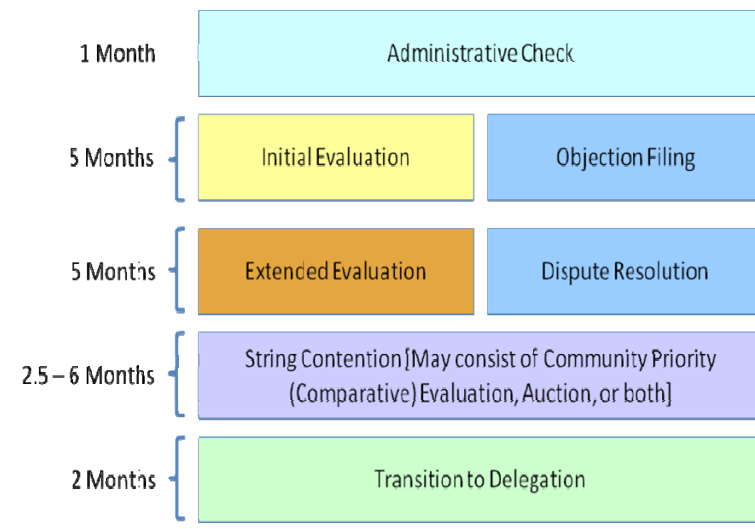 1 Month
Administrative Check
5 Months
Initial Evaluation
Objection Filing
5 Months
Extended Evaluation
Dispute Resolution
2.5 – 6 Months
String Contention [May consist of Community Priority
(Comparative) Evaluation, Auction, or both]
2 Months
Transition to Delegation